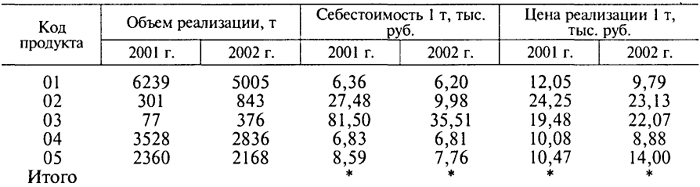 Код продукта | Объем реализации, т | Себестоимость 1 т, тыс. руб. | Цена реализации 1 т, тыс. руб.
2001 г. | 2002 г. | 2001 г. | 2002 г. | 2001 г. | 2002 г.
01 | 6239 | 5005 | 6,36 | 6,20 | 12,05 | 9,79
02 | 301 | 843 | 27,48 | 9,98 | 24,25 | 23,13
03 | 77 | 376 | 81,50 | 35,51 | 19,48 | 22,07
04 | 3528 | 2836 | 6,83 | 6,81 | 10,08 | 8,88
05 | 2360 | 2168 | 8,59 | 7,76 | 10,47 | 14,00
Итого | * | * | * | *